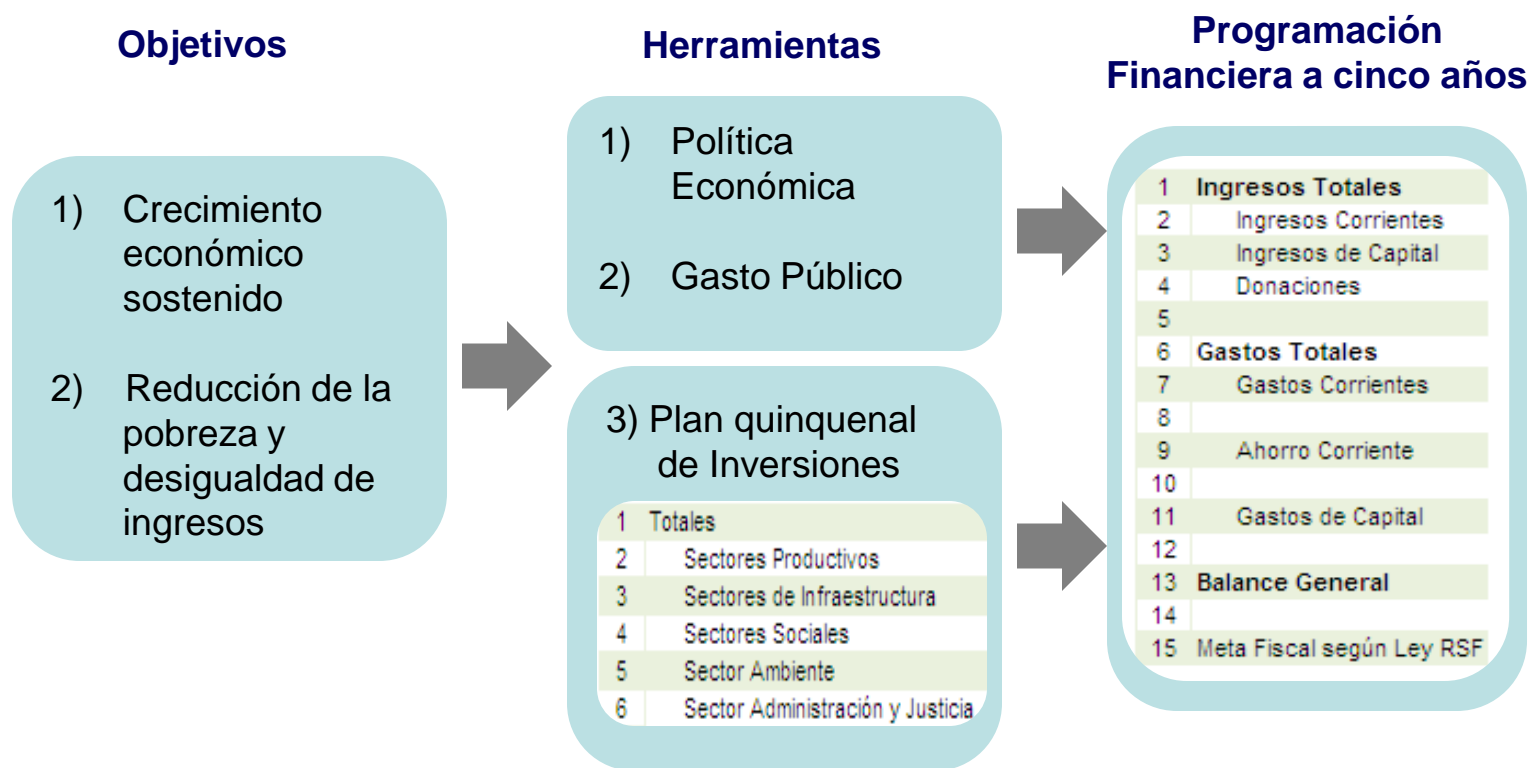 Objetivos
1) Crecimiento
económico
sostenido
2) Reducción de la
pobreza y
desigualdad de
ingresos
Herramientas
1) Política
Económica
2) Gasto Público
3) Plan quinquenal
de Inversiones
1 Totales
2 Sectores Productivos
3 Sectores de Infraestructura
4 Sectores Sociales
5 Sector Ambiente
6 Sector Administración y Justicia
Programación
Financiera a cinco años
1 Ingresos Totales
2 Ingresos Corrientes
3 Ingresos de Capital
4 Donaciones
5
6 Gastos Totales
7 Gastos Corrientes
8
9 Ahorro Corriente
10
11 Gastos de Capital
12
13 Balance General
14
15 Meta Fiscal según Ley RSF